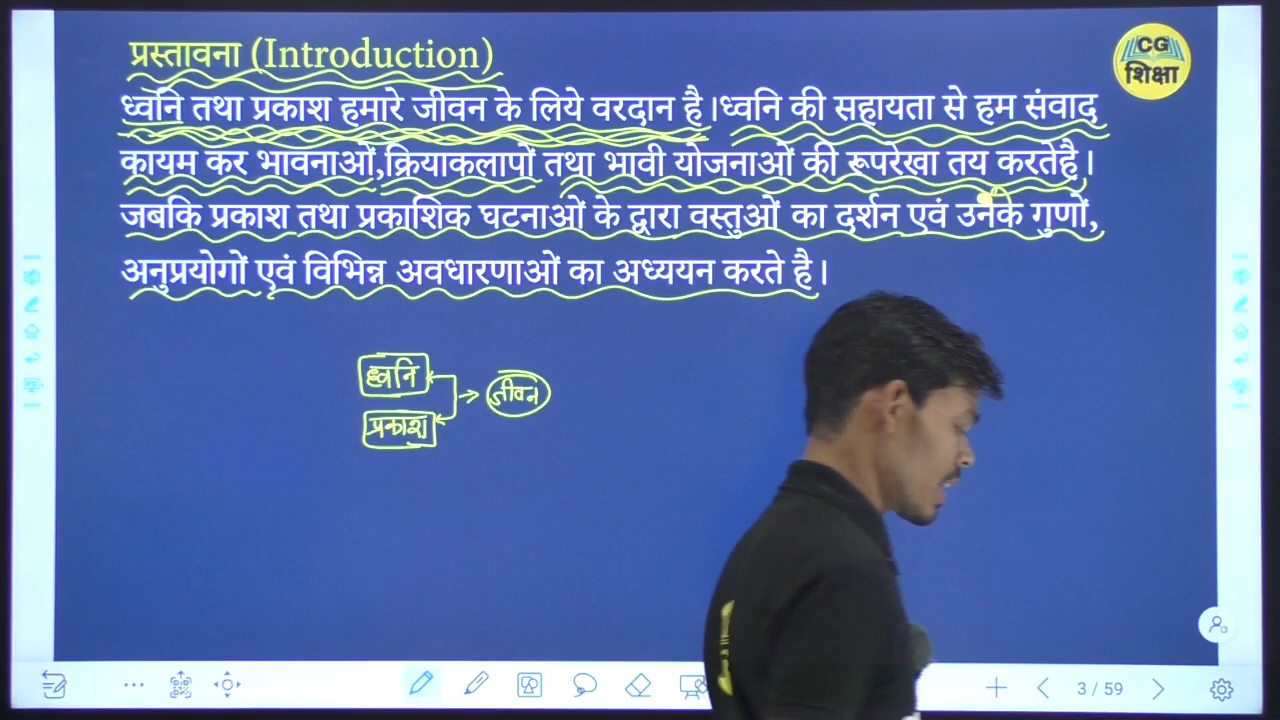 प्रस्तावना (Introduction)
CG
शिक्षा
ध्वनि तथा प्रकाश हमारे जीवन के लिये वरदान है।ध्वनि की सहायता से हम संवाद
कायम कर भावनाओं,क्रियाकलापों तथा भावी योजनाओं की रूपरेखा तय करतेहै।
जबकि प्रकाश तथा प्रकाशिक घटनाओं के द्वारा वस्तुओं का दर्शन एवं उनके गुणों,
अनुप्रयोगों एवं विभिन्न अवधारणाओं का अध्ययन करते है।
ध्वनि
जीवन
प्रकाश
3 / 59